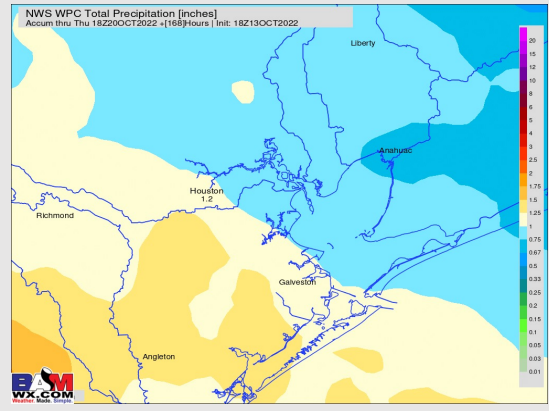 NWS WPC Total Precipitation [inches]
Accum thru Thu 18Z20OCT2022 =[168]Hours | Init: 18Z13OCT2022
Liberty
Anahuac
Houston
1.2
Richmond
Galveston
Angleton
20
15
12
10
8
6
5
4
3
2.5
2
1.75
1.5
1.25
1
0.75
0.67
0.5
0.33
0.25
0.2
0.15
0.1
0.05
0.03
0.01
BAM
WX.COM
Weather. Made. Simple.